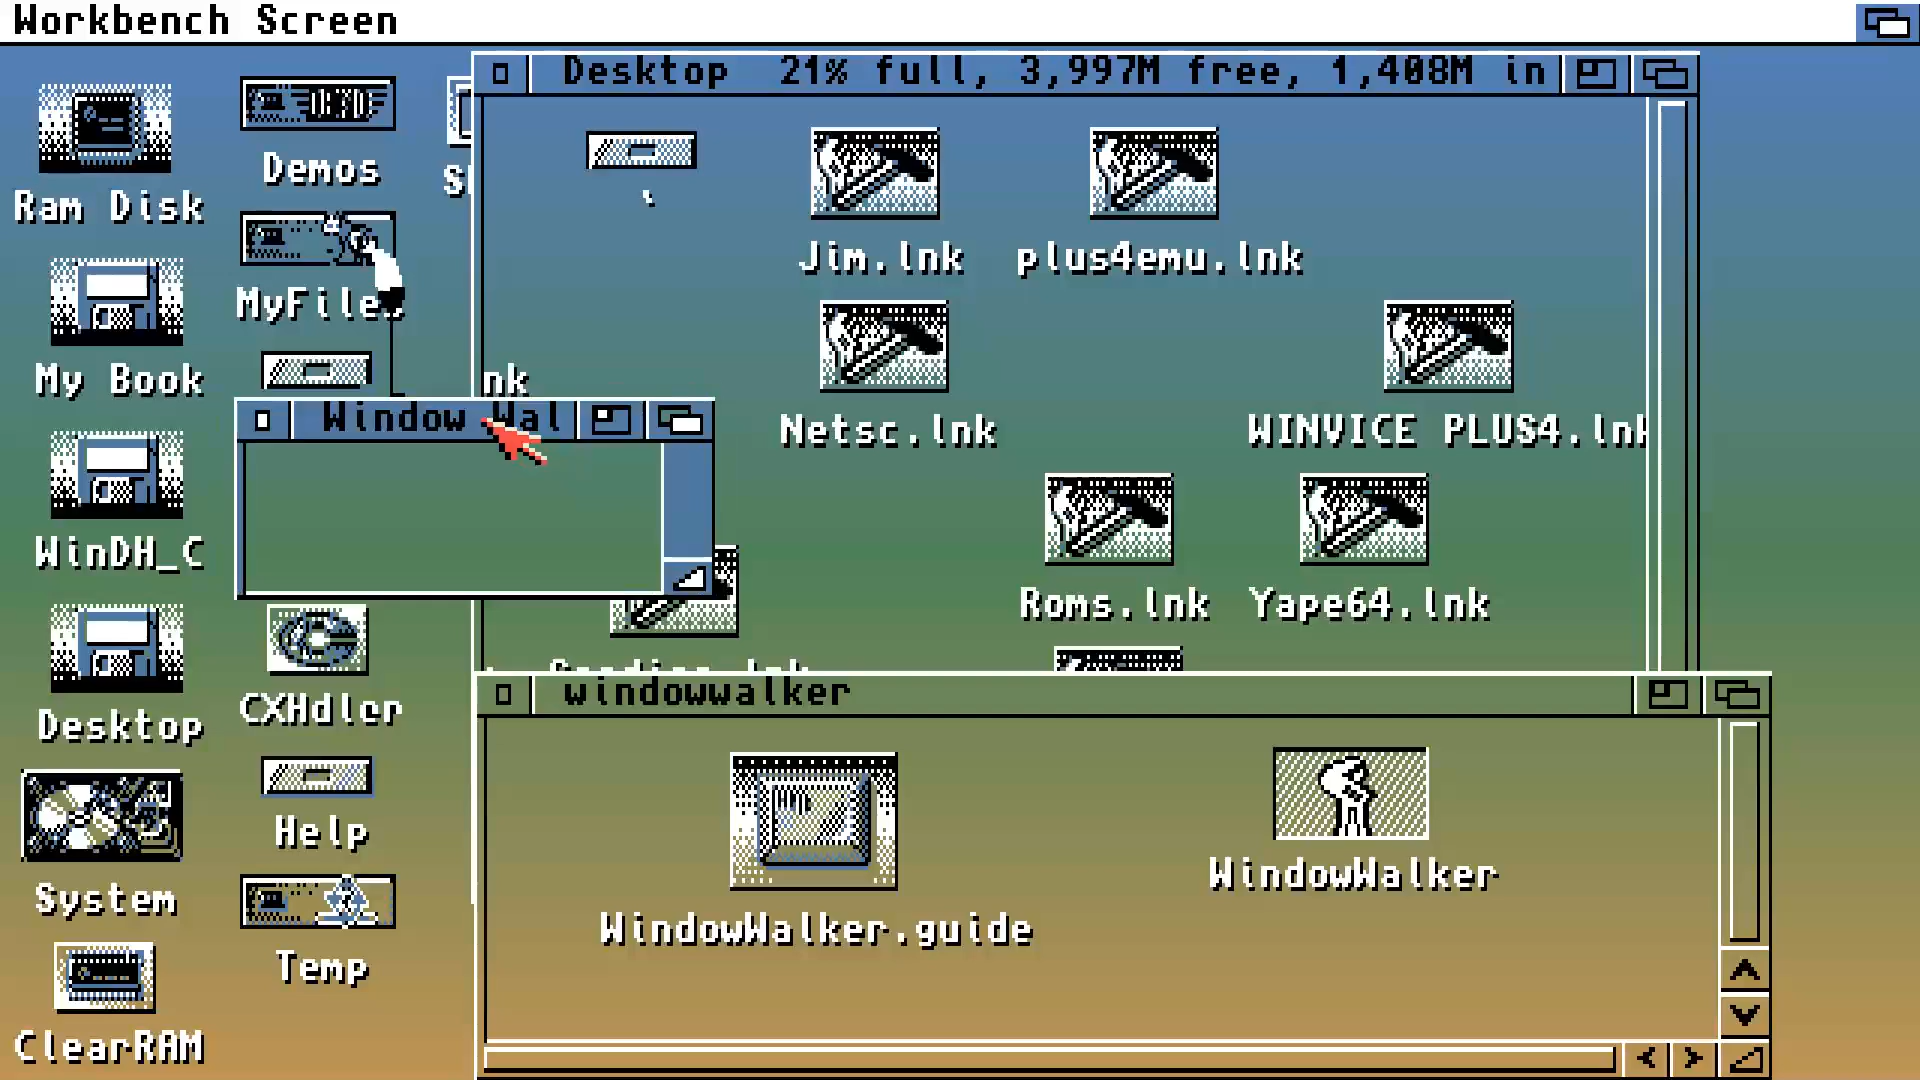 Workbench Screen
Desktop 21% full, 3,997M free, 1,408M in
Ram Disk
Demos
Jim.lnk
plus4emu.lnk
My Book
MyFiles
nk
Netsc.lnk
WINVICE PLUS4.lnk
Window Wal
WinDH_C
Roms.lnk
Yape64.lnk
Desktop
CXHdler
windowwalker
System
Help
WindowWalker.guide
WindowWalker
Temp
ClearRAM